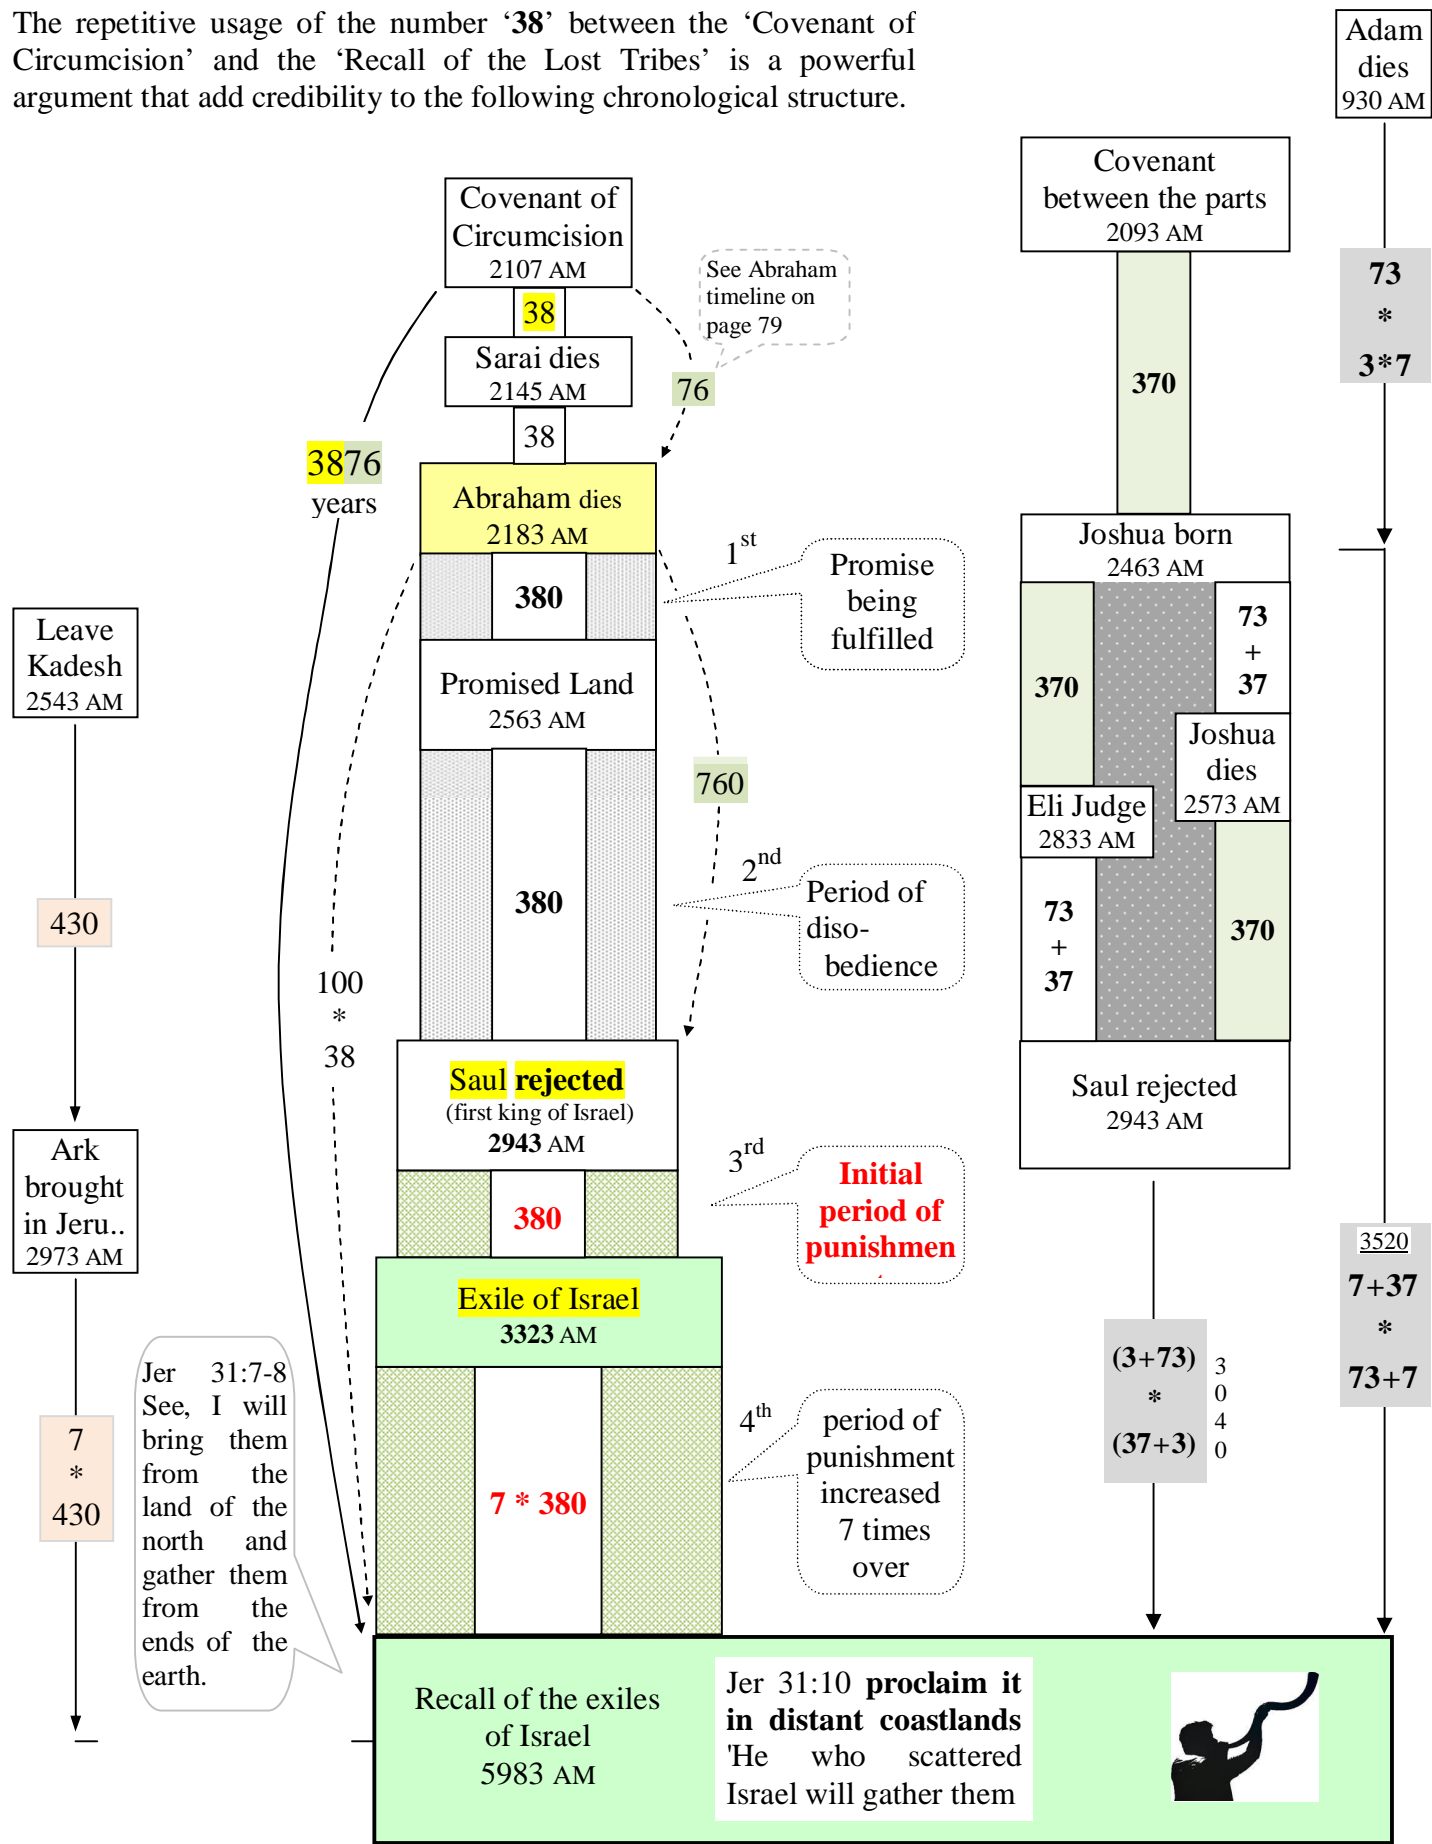 The repetitive usage of the number ‘38’ between the ‘Covenant of
Circumcision’ and the ‘Recall of the Lost Tribes’ is a powerful
argument that add credibility to the following chronological structure.
Adam
dies
930 AM
73
*
3*7
3520
7+37
*
73+7
Covenant of
Circumcision
2107 AM
38
Sarai dies
2145 AM
38
See Abraham
timeline on
page 79
76
3876
years
Abraham dies
2183 AM
380
1st
Promise
being
fulfilled
Promised Land
2563 AM
380
760
2nd
Period of
diso-
bedience
100
*
38
Saul rejected
(first king of Israel)
2943 AM
380
3rd
Initial
period of
punishmen
Exile of Israel
3323 AM
7 * 380
4th
period of
punishment
increased
7 times
over
Leave
Kadesh
2543 AM
430
Ark
brought
in Jeru..
2973 AM
7
*
430
Jer 31:7-8
See, I will
bring them
from the
land of the
north and
gather them
from the
ends of the
earth.
Covenant
between the parts
2093 AM
370
Joshua born
2463 AM
370
73
+
37
Joshua
dies
2573 AM
Eli Judge
2833 AM
73
+
37
370
Saul rejected
2943 AM
(3+73)
*
(37+3)
3
0
4
0
Recall of the exiles
of Israel
5983 AM
Jer 31:10 proclaim it
in distant coastlands
'He who scattered
Israel will gather them